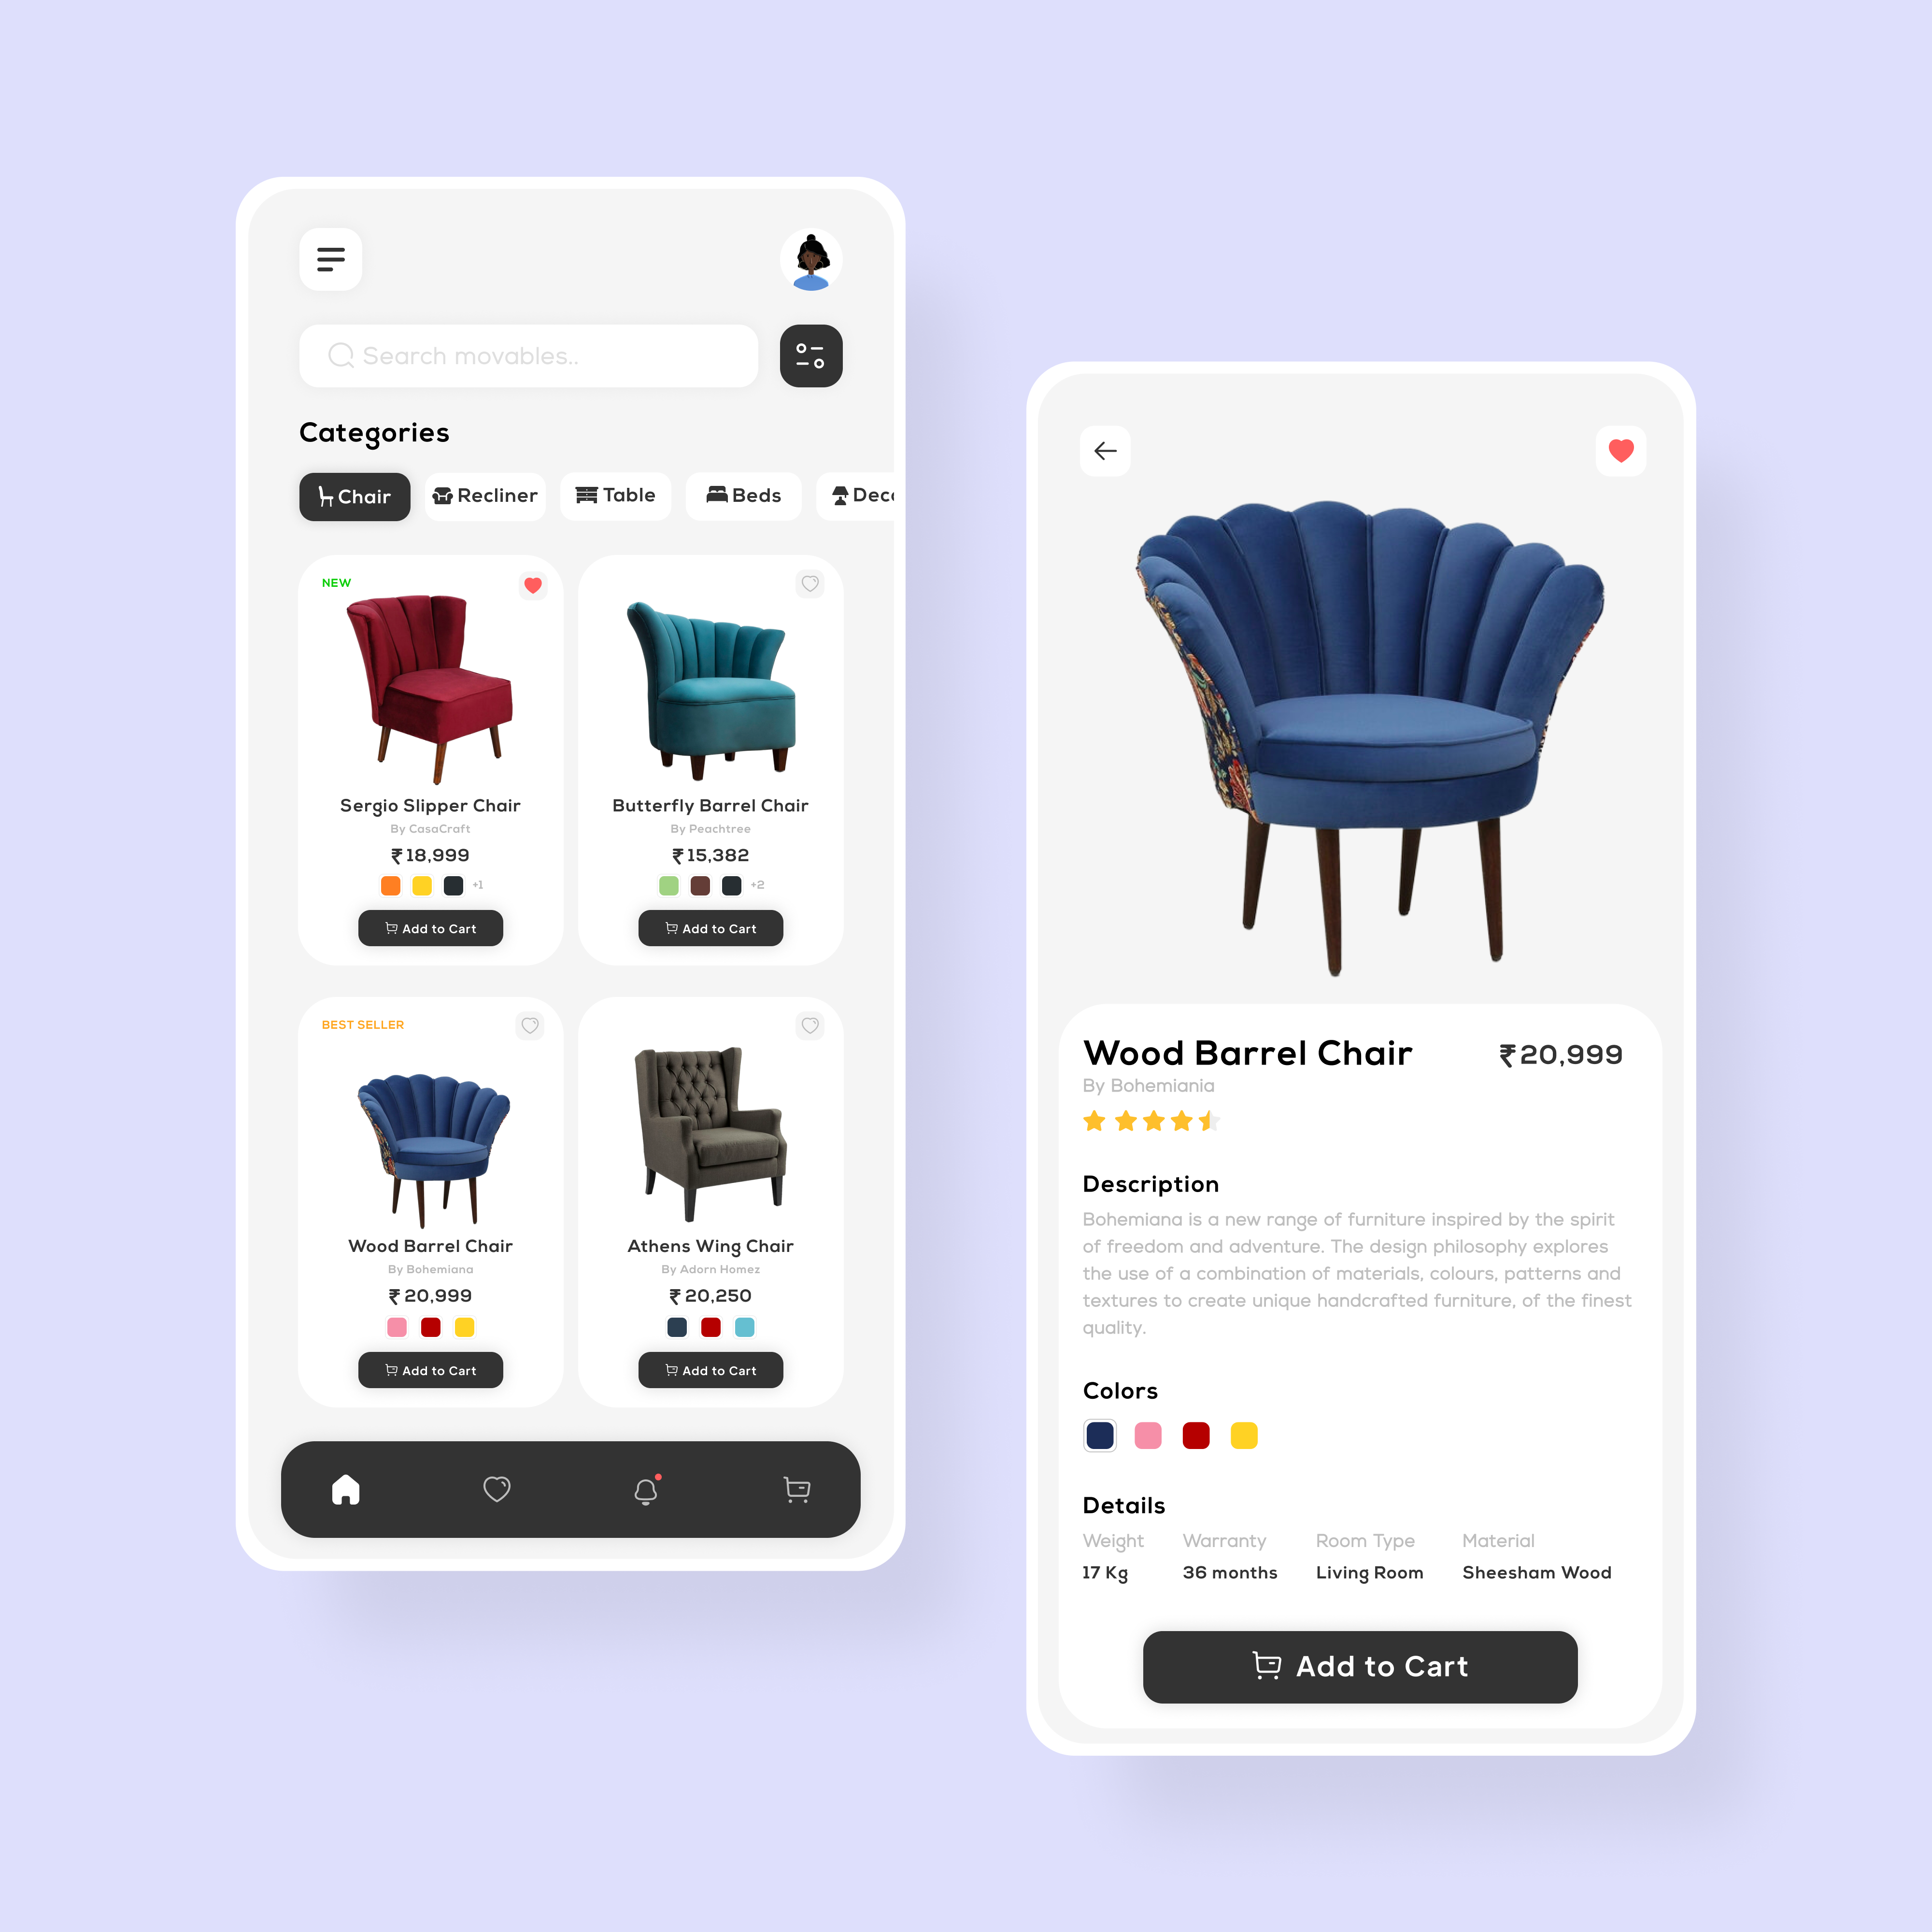 Search movables..
Categories
Chair Recliner Table Beds Deco
NEW
Sergio Slipper Chair
By CasaCraft
₹18,999
+1
Add to Cart
Butterfly Barrel Chair
By Peachtree
₹15,382
+2
Add to Cart
BEST SELLER
Wood Barrel Chair
By Bohemiana
₹20,999
Add to Cart
Athens Wing Chair
By Adorn Homez
₹20,250
Add to Cart
Wood Barrel Chair ₹20,999
By Bohemiania
Description
Bohemiana is a new range of furniture inspired by the spirit
of freedom and adventure. The design philosophy explores
the use of a combination of materials, colours, patterns and
textures to create unique handcrafted furniture, of the finest
quality.
Colors
Details
Weight Warranty Room Type Material
17 Kg 36 months Living Room Sheesham Wood
Add to Cart